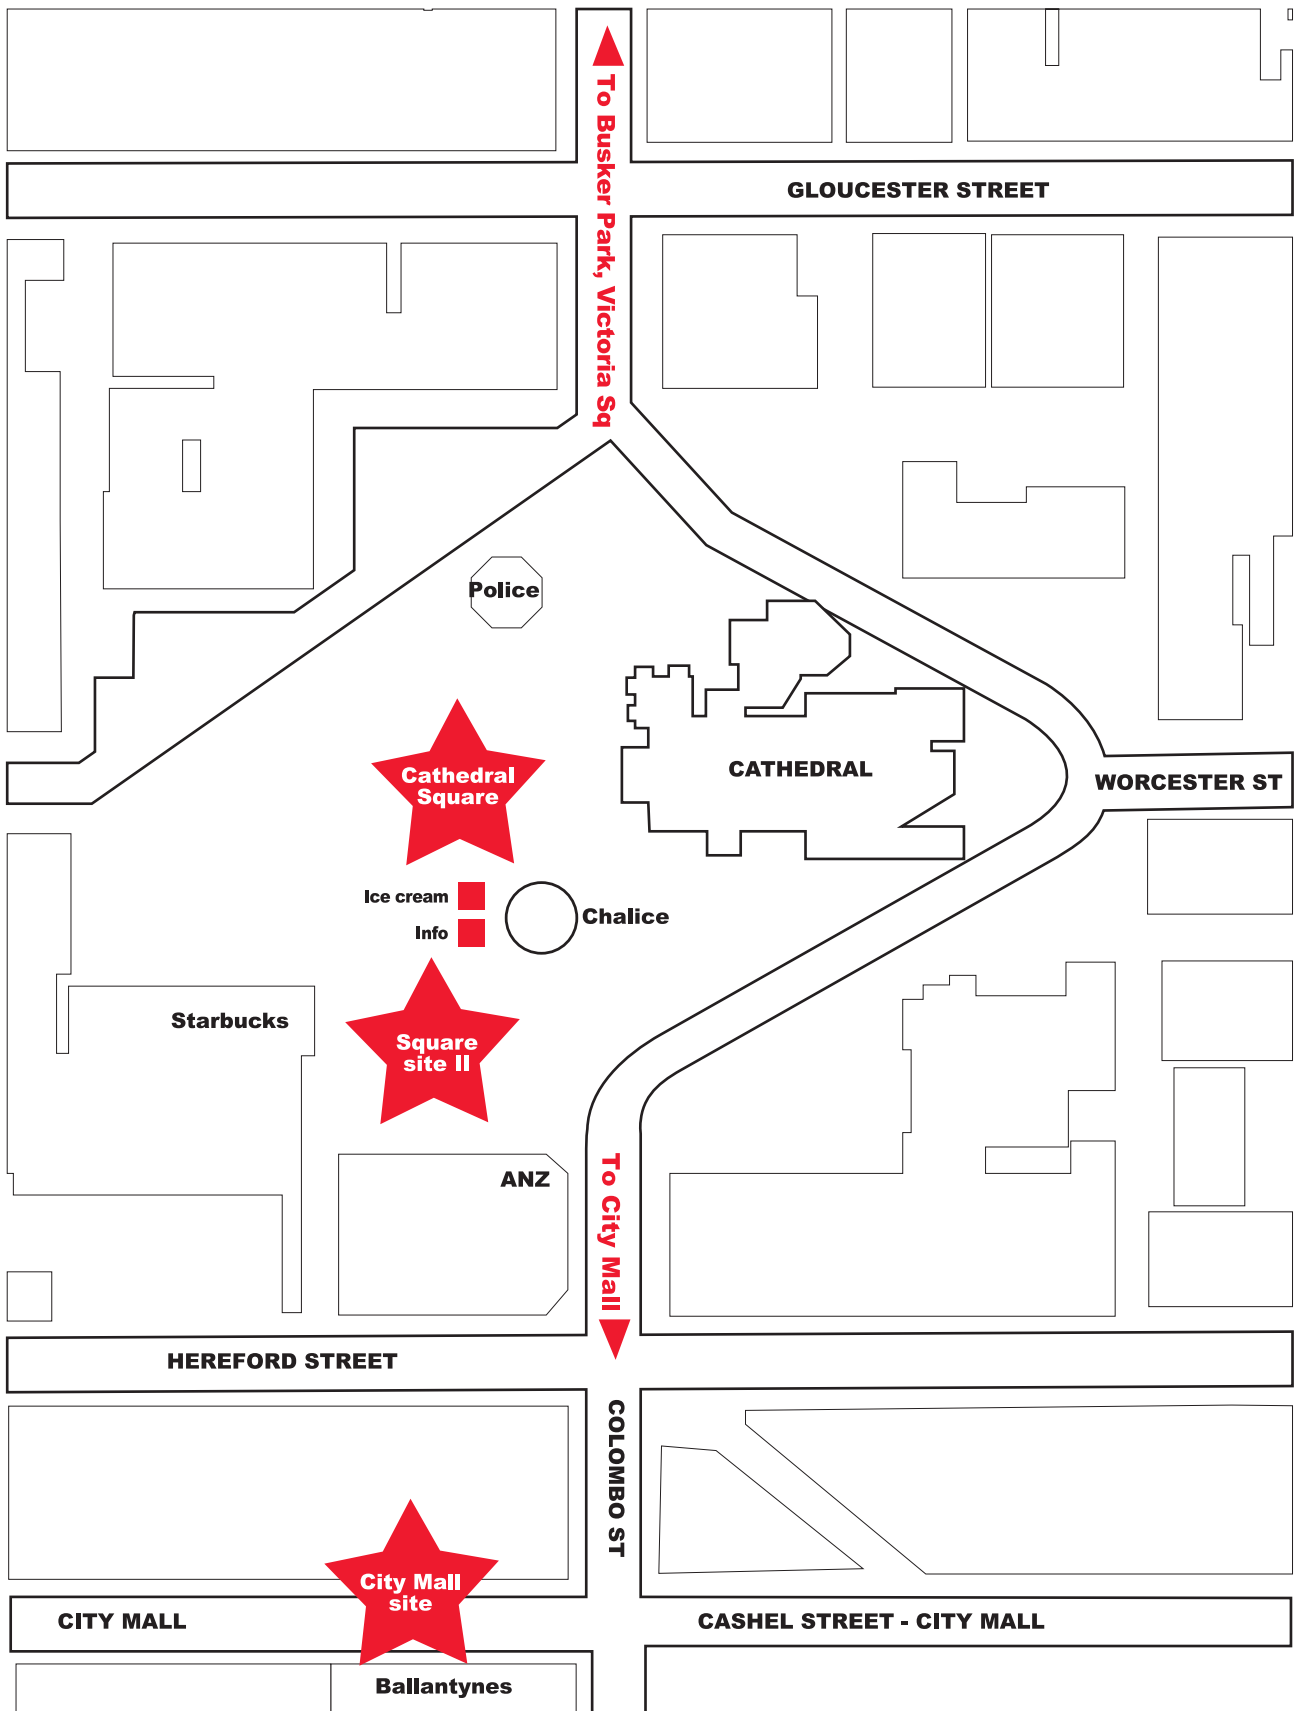 To Busker Park, Victoria Sq
GLOUCESTER STREET
Police
Cathedral
Square
CATHEDRAL
WORCESTER ST
Ice cream
Info
Chalice
Starbucks
Square
site II
ANZ
To City Mall
HEREFORD STREET
COLOMBO ST
City Mall
site
CITY MALL
CASHEL STREET - CITY MALL
Ballantynes